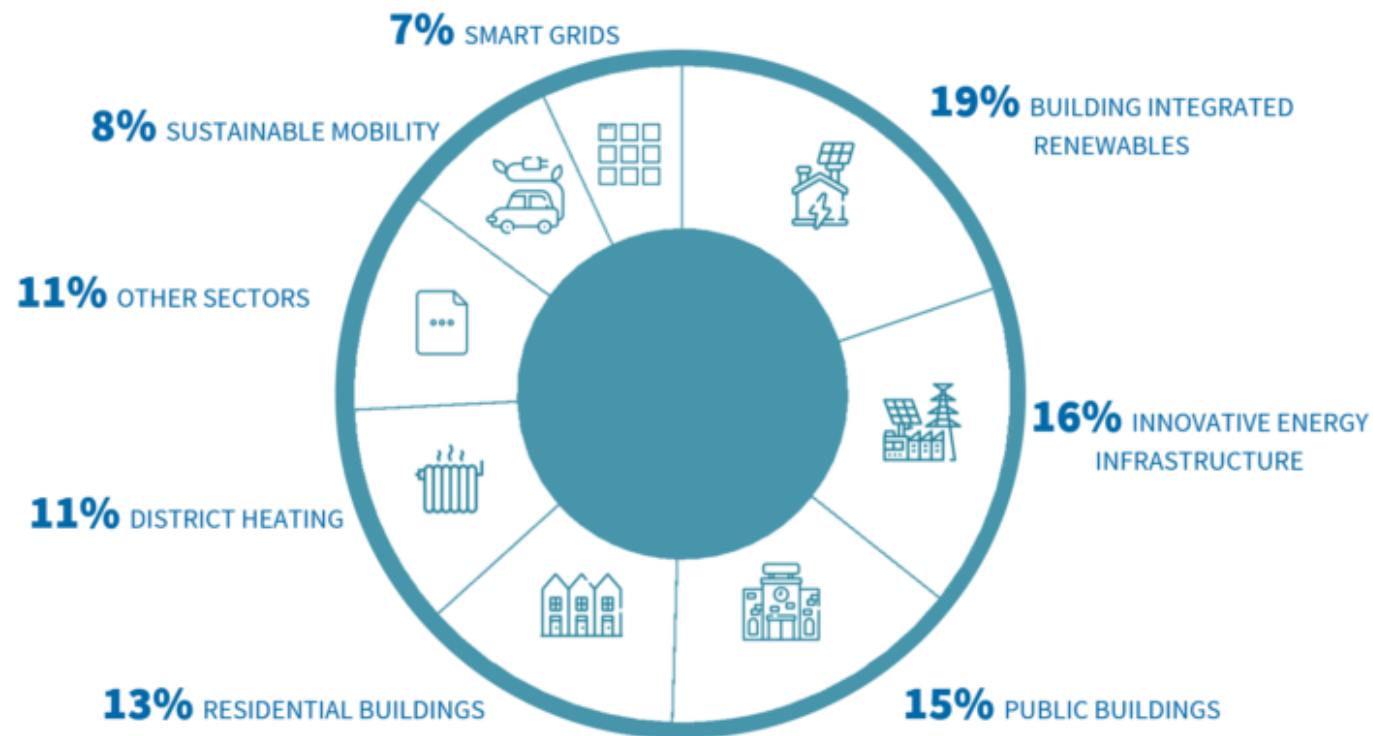 7% SMART GRIDS
19% BUILDING INTEGRATED
RENEWABLES
8% SUSTAINABLE MOBILITY
11% OTHER SECTORS
16% INNOVATIVE ENERGY
INFRASTRUCTURE
11% DISTRICT HEATING
13% RESIDENTIAL BUILDINGS
15% PUBLIC BUILDINGS